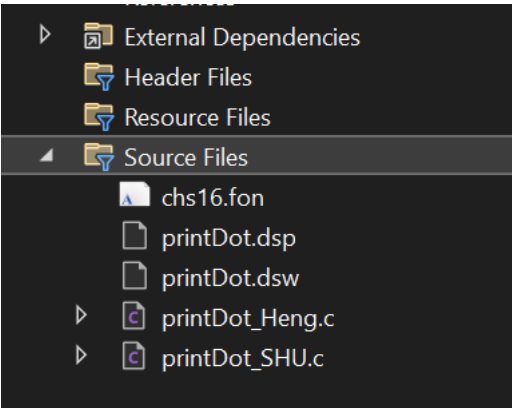 External Dependencies
Header Files
Resource Files
Source Files
chs16.fon
printDot.dsp
printDot.dsw
printDot_Heng.c
printDot_SHU.c